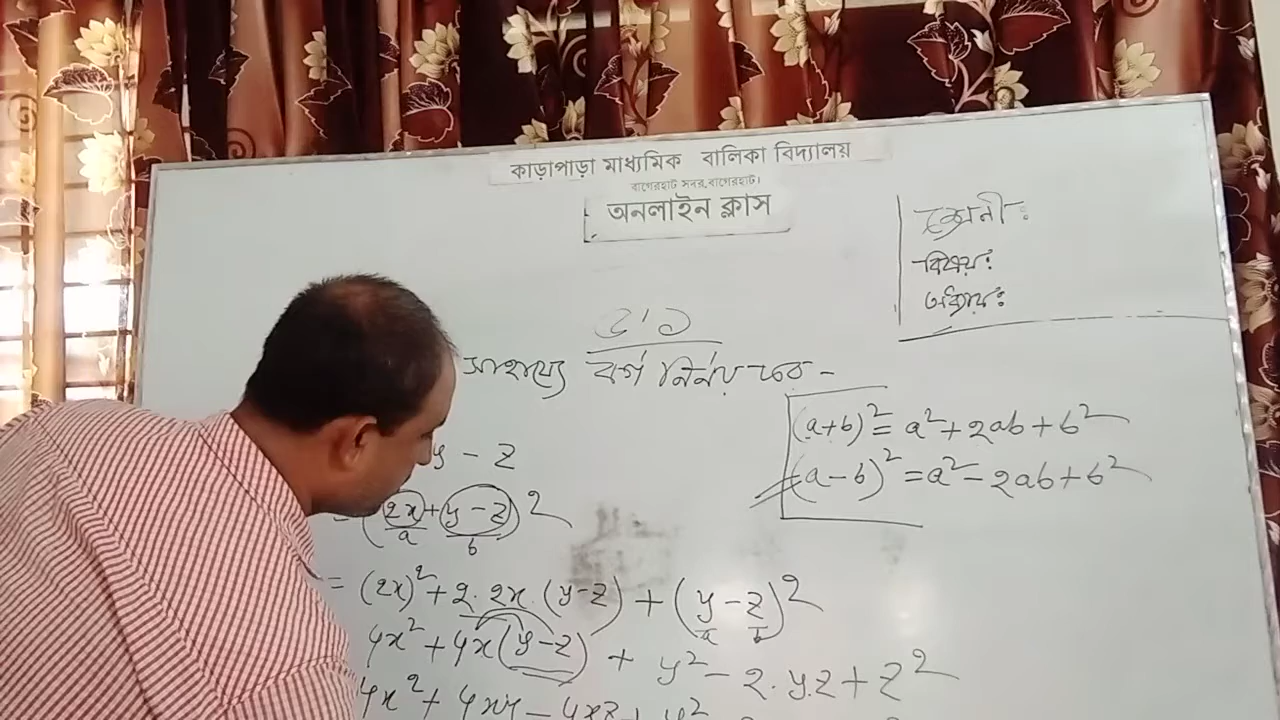 কাড়াপাড়া মাধ্যমিক বালিকা বিদ্যালয়
বাগেরহাট সদর,বাগেরহাট।
অনলাইন ক্লাস
শ্রেনী:
বিষয়:
অধ্যায়:
৫.১
সাহায্যে বর্গ নির্নয় কর -
(a+b)² = a²+2ab+b²
(a-b)² = a²-2ab+b²
y - z
= (2x+(y-z))²
a b
= (2x)² + 2.2x.(y-z) + (y-z)²
a b
4x² + 4x(y-z) + y² - 2.y.z + z²
4x² + 4xy - 4xz + y²